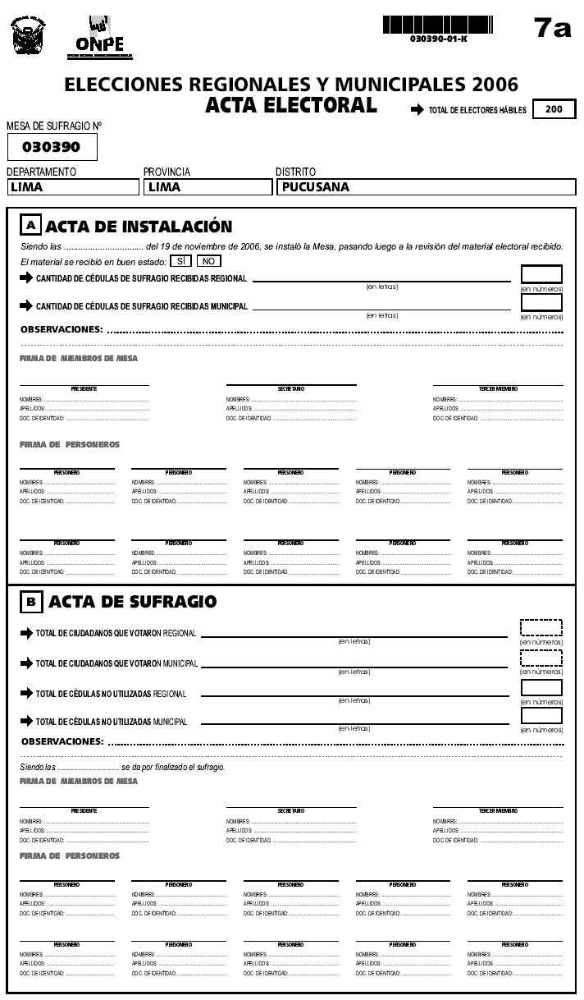 ONPE
030390-01-K
7a
ELECCIONES REGIONALES Y MUNICIPALES 2006
ACTA ELECTORAL
TOTAL DE ELECTORES HÁBILES 200
MESA DE SUFRAGIO Nº
030390
DEPARTAMENTO PROVINCIA DISTRITO
LIMA LIMA PUCUSANA
A ACTA DE INSTALACIÓN
Siendo las ................................ del 19 de noviembre de 2006, se instaló la Mesa, pasando luego a la revisión del material electoral recibido.
El material se recibió en buen estado: SÍ NO
CANTIDAD DE CÉDULAS DE SUFRAGIO RECIBIDAS REGIONAL
(en letras) (en números)
CANTIDAD DE CÉDULAS DE SUFRAGIO RECIBIDAS MUNICIPAL
(en letras) (en números)
OBSERVACIONES:
FIRMA DE MIEMBROS DE MESA
PRESIDENTE SECRETARIO TERCER MIEMBRO
NOMBRES: NOMBRES: NOMBRES:
APELLIDOS: APELLIDOS: APELLIDOS:
DOC. DE IDENTIDAD: DOC. DE IDENTIDAD: DOC. DE IDENTIDAD:
FIRMA DE PERSONEROS
PERSONERO PERSONERO PERSONERO PERSONERO PERSONERO
NOMBRES: NOMBRES: NOMBRES: NOMBRES: NOMBRES:
APELLIDOS: APELLIDOS: APELLIDOS: APELLIDOS: APELLIDOS:
DOC. DE IDENTIDAD: DOC. DE IDENTIDAD: DOC. DE IDENTIDAD: DOC. DE IDENTIDAD: DOC. DE IDENTIDAD:
PERSONERO PERSONERO PERSONERO PERSONERO PERSONERO
NOMBRES: NOMBRES: NOMBRES: NOMBRES: NOMBRES:
APELLIDOS: APELLIDOS: APELLIDOS: APELLIDOS: APELLIDOS:
DOC. DE IDENTIDAD: DOC. DE IDENTIDAD: DOC. DE IDENTIDAD: DOC. DE IDENTIDAD: DOC. DE IDENTIDAD:
B ACTA DE SUFRAGIO
TOTAL DE CIUDADANOS QUE VOTARON REGIONAL
(en letras) (en números)
TOTAL DE CIUDADANOS QUE VOTARON MUNICIPAL
(en letras) (en números)
TOTAL DE CÉDULAS NO UTILIZADAS REGIONAL
(en letras) (en números)
TOTAL DE CÉDULAS NO UTILIZADAS MUNICIPAL
(en letras) (en números)
OBSERVACIONES:
Siendo las ................................ se da por finalizado el sufragio.
FIRMA DE MIEMBROS DE MESA
PRESIDENTE SECRETARIO TERCER MIEMBRO
NOMBRES: NOMBRES: NOMBRES:
APELLIDOS: APELLIDOS: APELLIDOS:
DOC. DE IDENTIDAD: DOC. DE IDENTIDAD: DOC. DE IDENTIDAD:
FIRMA DE PERSONEROS
PERSONERO PERSONERO PERSONERO PERSONERO PERSONERO
NOMBRES: NOMBRES: NOMBRES: NOMBRES: NOMBRES:
APELLIDOS: APELLIDOS: APELLIDOS: APELLIDOS: APELLIDOS:
DOC. DE IDENTIDAD: DOC. DE IDENTIDAD: DOC. DE IDENTIDAD: DOC. DE IDENTIDAD: DOC. DE IDENTIDAD:
PERSONERO PERSONERO PERSONERO PERSONERO PERSONERO
NOMBRES: NOMBRES: NOMBRES: NOMBRES: NOMBRES:
APELLIDOS: APELLIDOS: APELLIDOS: APELLIDOS: APELLIDOS:
DOC. DE IDENTIDAD: DOC. DE IDENTIDAD: DOC. DE IDENTIDAD: DOC. DE IDENTIDAD: DOC. DE IDENTIDAD: